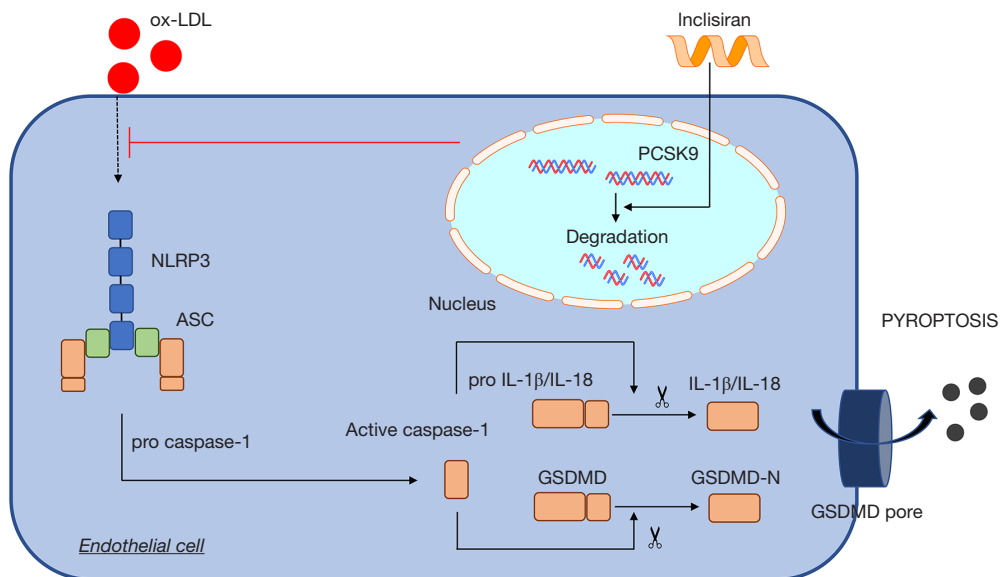 ox-LDL
Inclisiran
PCSK9
Degradation
NLRP3
Nucleus
ASC
PYROPTOSIS
pro IL-1β/IL-18
IL-1β/IL-18
pro caspase-1
Active caspase-1
GSDMD
GSDMD-N
GSDMD pore
Endothelial cell